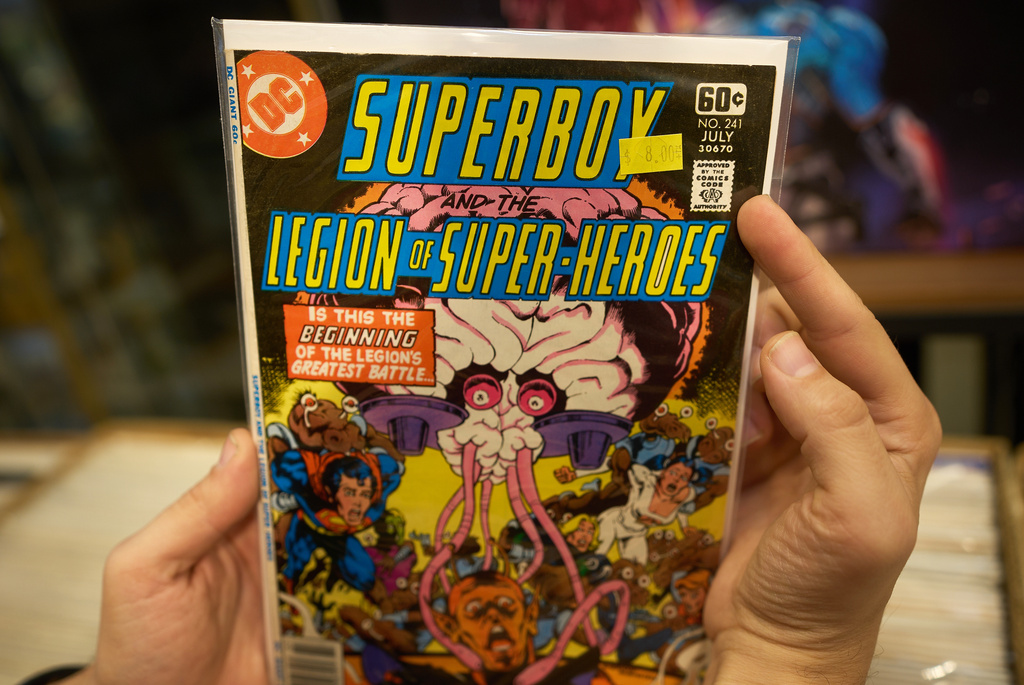 DC
SUPERBOY
60¢
NO. 241
JULY
30670
$ 8.00
APPROVED
BY THE
COMICS
CODE
AUTHORITY
AND THE
LEGION OF SUPER-HEROES
IS THIS THE
BEGINNING
OF THE LEGION'S
GREATEST BATTLE...
DC GIANT 60¢